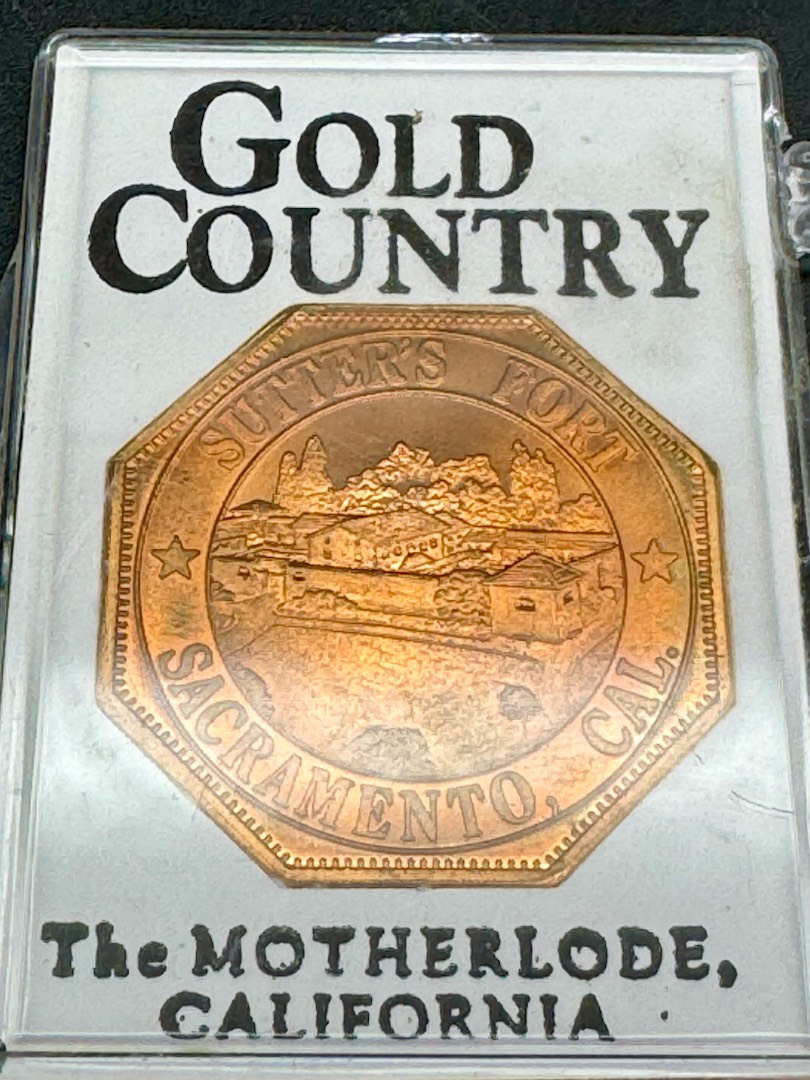 GOLD
COUNTRY
SUTTER'S FORT
SACRAMENTO, CAL.
The MOTHERLODE,
CALIFORNIA